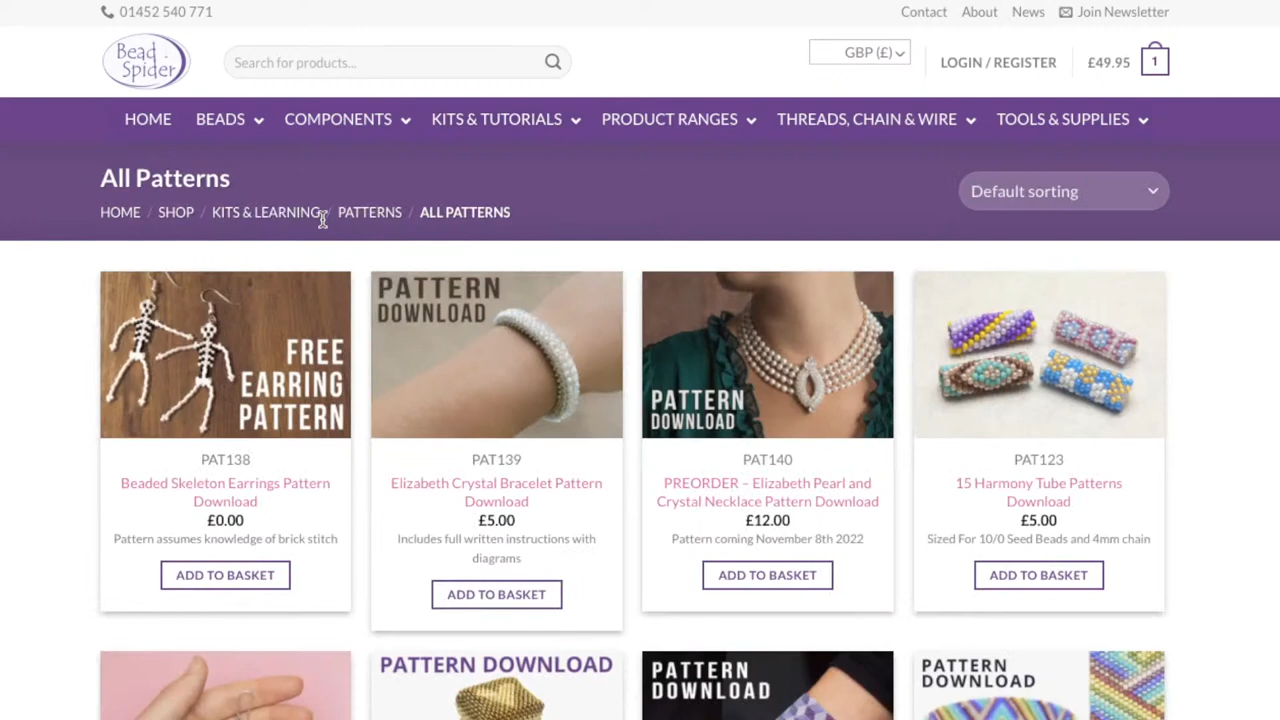 01452 540 771
Contact About News Join Newsletter
Bead Spider
Search for products...
GBP (£)
LOGIN / REGISTER
£49.95
1
HOME BEADS COMPONENTS KITS & TUTORIALS PRODUCT RANGES THREADS, CHAIN & WIRE TOOLS & SUPPLIES
All Patterns
HOME / SHOP / KITS & LEARNING / PATTERNS / ALL PATTERNS
Default sorting
FREE
EARRING
PATTERN
PAT138
Beaded Skeleton Earrings Pattern
Download
£0.00
Pattern assumes knowledge of brick stitch
ADD TO BASKET
PATTERN
DOWNLOAD
PAT139
Elizabeth Crystal Bracelet Pattern
Download
£5.00
Includes full written instructions with
diagrams
ADD TO BASKET
PATTERN
DOWNLOAD
PAT140
PREORDER – Elizabeth Pearl and
Crystal Necklace Pattern Download
£12.00
Pattern coming November 8th 2022
ADD TO BASKET
PAT123
15 Harmony Tube Patterns
Download
£5.00
Sized For 10/0 Seed Beads and 4mm chain
ADD TO BASKET
PATTERN DOWNLOAD
PATTERN
DOWNLOAD
PATTERN
DOWNLOAD